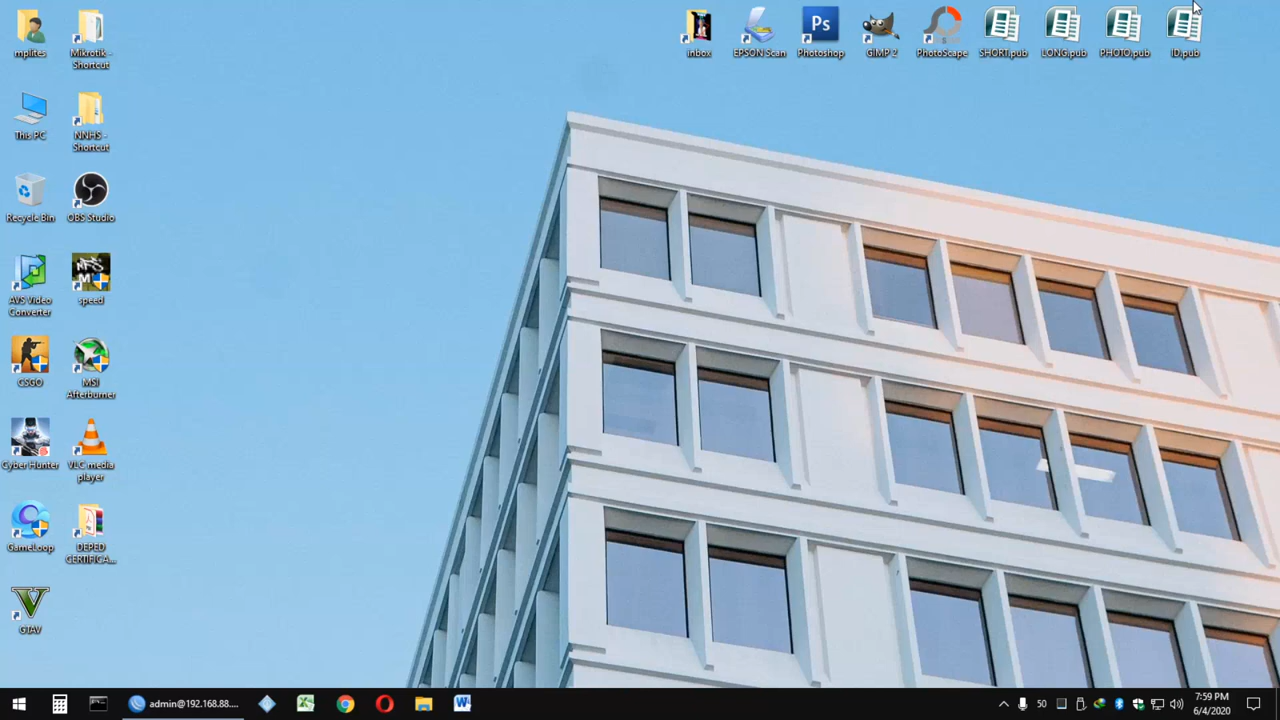 mplites
Mikrotik -
Shortcut
inbox
EPSON Scan
Ps
Photoshop
GIMP 2
PhotoScape
SHORT.pub
LONG.pub
PHOTO.pub
ID.pub
This PC
NNHS -
Shortcut
Recycle Bin
OBS Studio
AVS Video
Converter
speed
CSGO
MSI
Afterburner
Cyber Hunter
VLC media
player
GameLoop
DEPED
CERTIFICA...
GTAV
admin@192.168.88....
50
7:59 PM
6/4/2020